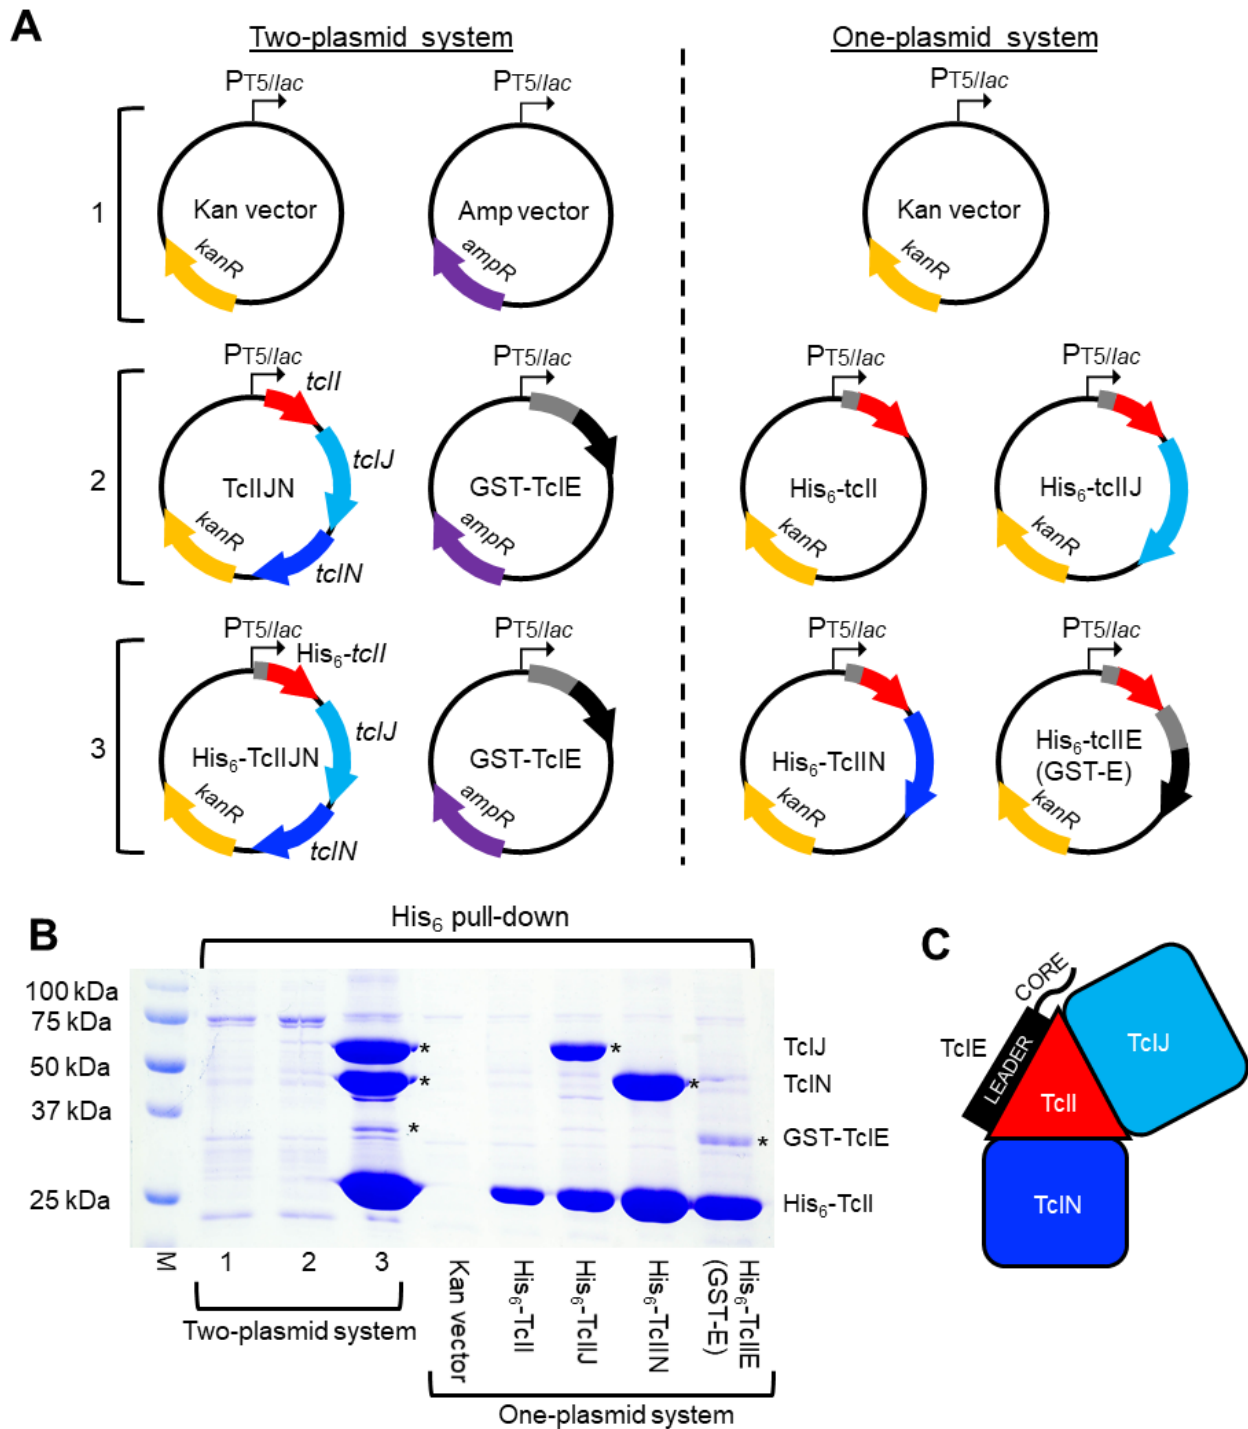 A
Two-plasmid system
One-plasmid system
PT5/lac
PT5/lac
PT5/lac
1
Kan vector
Amp vector
Kan vector
kanR
ampR
kanR
PT5/lac
PT5/lac
PT5/lac
PT5/lac
tclI
tclJ
2
TclIJN
GST-TclE
His6-tclI
His6-tclIJ
kanR
ampR
kanR
kanR
tclN
PT5/lac
PT5/lac
PT5/lac
PT5/lac
His6-tclI
tclJ
3
His6-TclIJN
GST-TclE
His6-TclIN
His6-tclIE
(GST-E)
kanR
ampR
kanR
kanR
tclN
B
His6 pull-down
100 kDa
75 kDa
50 kDa
37 kDa
25 kDa
*
*
*
*
*
*
TclJ
TclN
GST-TclE
His6-TclI
M
1
2
3
Kan vector
His6-TclI
His6-TclIJ
His6-TclIN
His6-TclIE
(GST-E)
Two-plasmid system
One-plasmid system
C
CORE
TclE
LEADER
TclI
TclJ
TclN